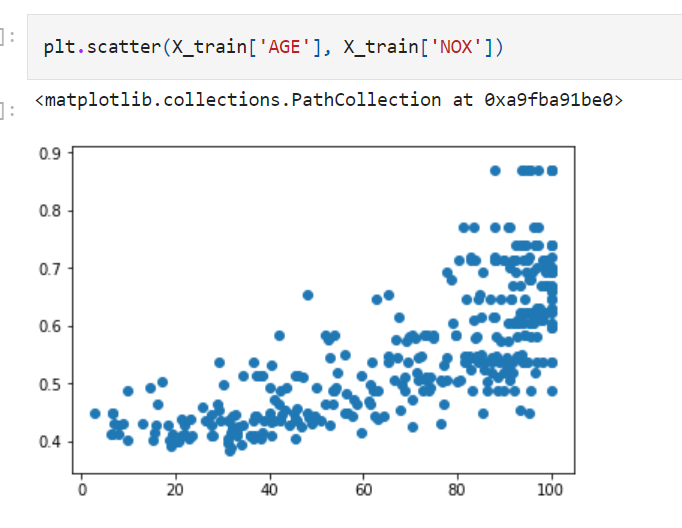 ]:
plt.scatter(X_train['AGE'], X_train['NOX'])
]:
<matplotlib.collections.PathCollection at 0xa9fba91be0>
0.9
0.8
0.7
0.6
0.5
0.4
0 20 40 60 80 100